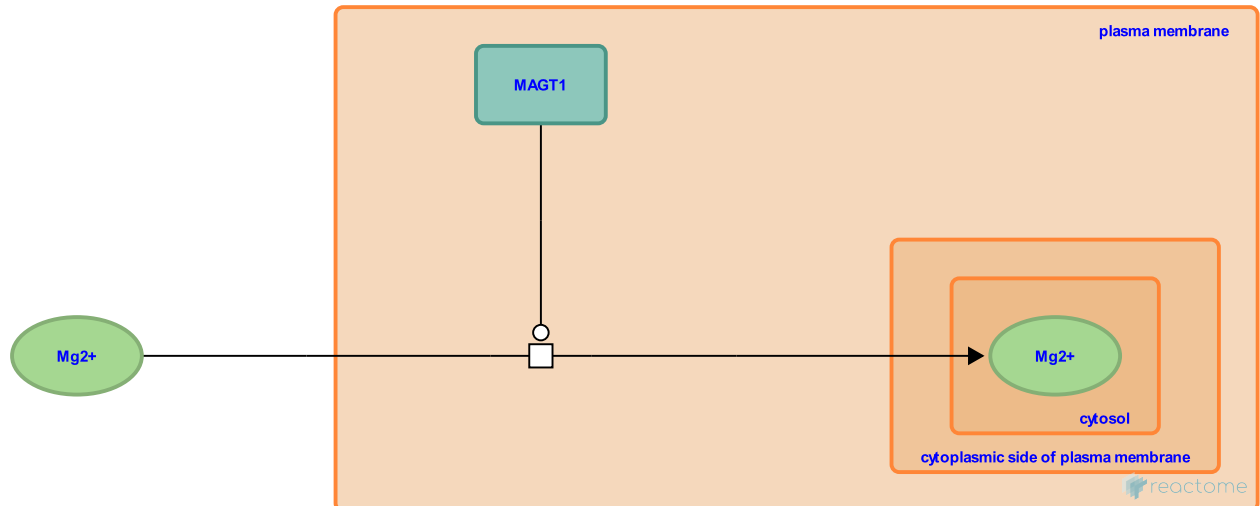 plasma membrane
MAGT1
Mg2+
Mg2+
cytosol
cytoplasmic side of plasma membrane
reactome